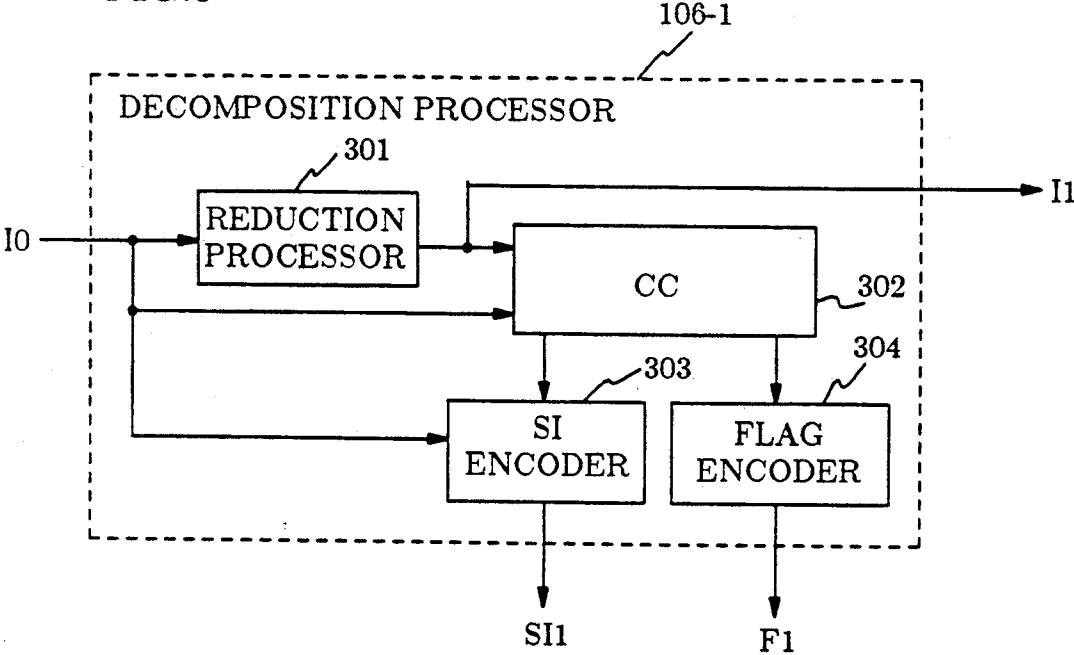 106-1
DECOMPOSITION PROCESSOR
301
I1
REDUCTION
PROCESSOR
I0
CC
302
303
304
SI
ENCODER
FLAG
ENCODER
SI1
F1